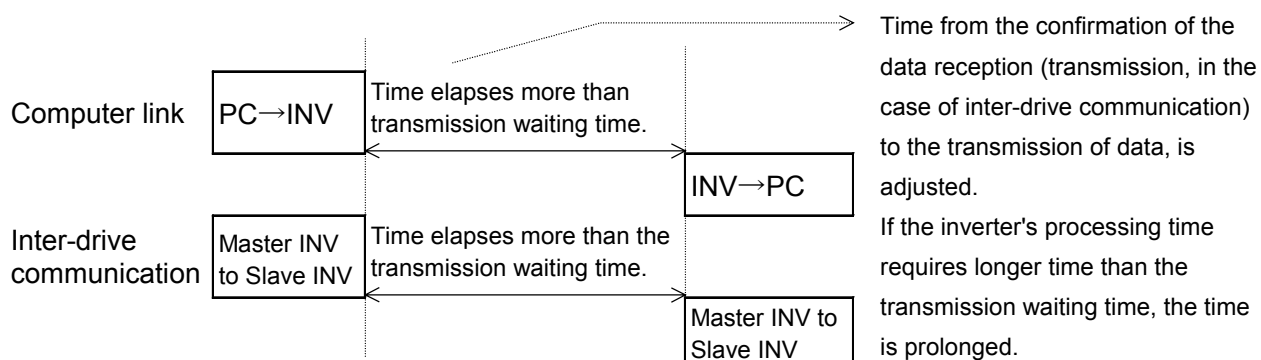 Computer link
PC→INV
Time elapses more than
transmission waiting time.
INV→PC
Inter-drive
communication
Master INV
to Slave INV
Time elapses more than the
transmission waiting time.
Master INV to
Slave INV
Time from the confirmation of the
data reception (transmission, in the
case of inter-drive communication)
to the transmission of data, is
adjusted.
If the inverter's processing time
requires longer time than the
transmission waiting time, the time
is prolonged.